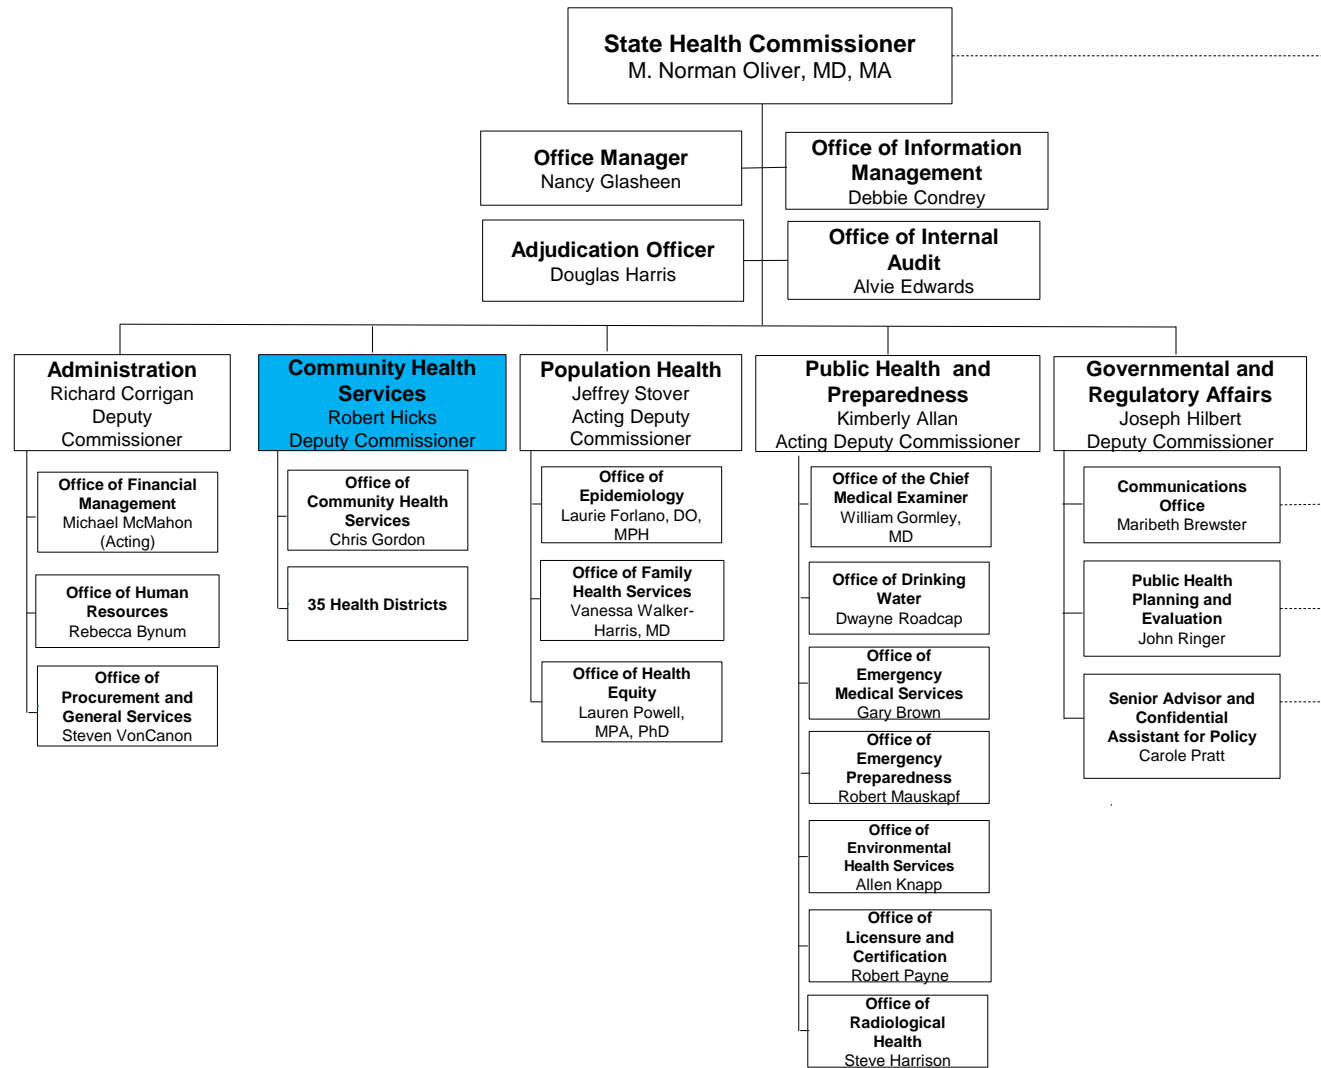 State Health Commissioner
M. Norman Oliver, MD, MA
Office Manager
Nancy Glasheen
Office of Information
Management
Debbie Condrey
Adjudication Officer
Douglas Harris
Office of Internal
Audit
Alvie Edwards
Administration
Richard Corrigan
Deputy
Commissioner
Community Health
Services
Robert Hicks
Deputy Commissioner
Population Health
Jeffrey Stover
Acting Deputy
Commissioner
Public Health and
Preparedness
Kimberly Allan
Acting Deputy Commissioner
Governmental and
Regulatory Affairs
Joseph Hilbert
Deputy Commissioner
Office of Financial
Management
Michael McMahon
(Acting)
Office of Human
Resources
Rebecca Bynum
Office of
Procurement and
General Services
Steven VonCanon
Office of
Community Health
Services
Chris Gordon
35 Health Districts
Office of
Epidemiology
Laurie Forlano, DO,
MPH
Office of Family
Health Services
Vanessa Walker-
Harris, MD
Office of Health
Equity
Lauren Powell,
MPA, PhD
Office of the Chief
Medical Examiner
William Gormley,
MD
Office of Drinking
Water
Dwayne Roadcap
Office of
Emergency
Medical Services
Gary Brown
Office of
Emergency
Preparedness
Robert Mauskapf
Office of
Environmental
Health Services
Allen Knapp
Office of
Licensure and
Certification
Robert Payne
Office of
Radiological
Health
Steve Harrison
Communications
Office
Maribeth Brewster
Public Health
Planning and
Evaluation
John Ringer
Senior Advisor and
Confidential
Assistant for Policy
Carole Pratt